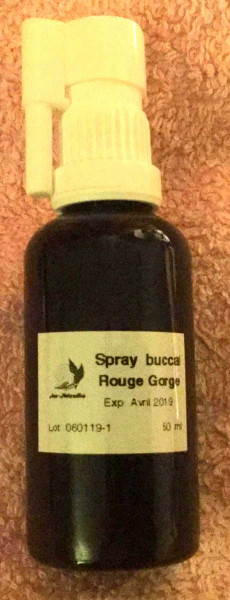 Spray buccal
Rouge Gorge
Exp Avril 2019
Lot 060119-1 50 ml